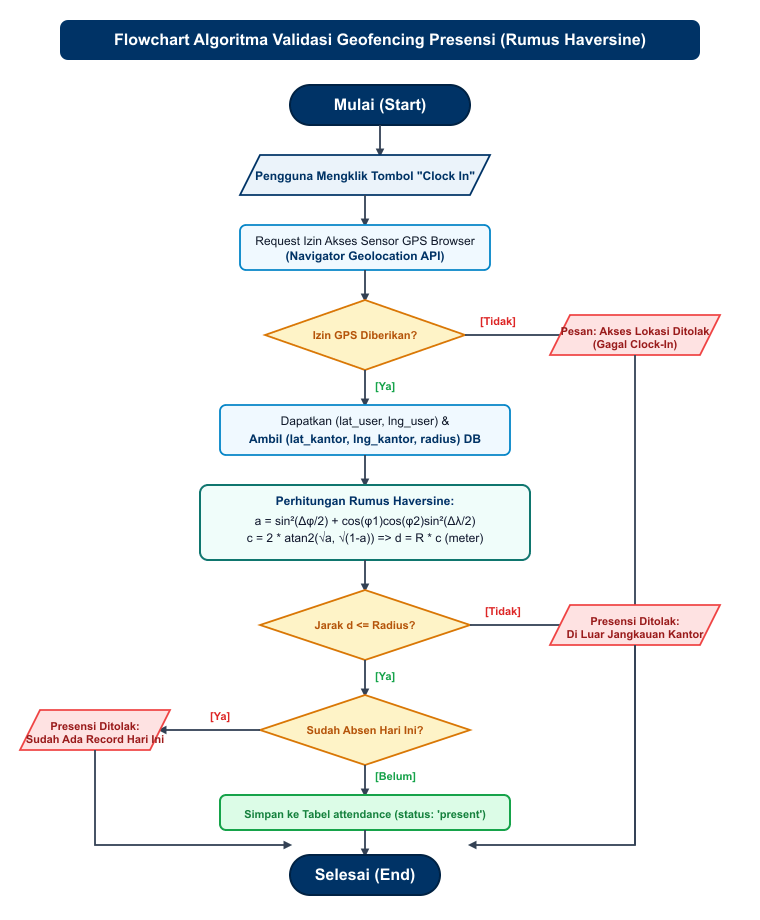 Flowchart Algoritma Validasi Geofencing Presensi (Rumus Haversine)
Mulai (Start)
Pengguna Mengklik Tombol "Clock In"
Request Izin Akses Sensor GPS Browser
(Navigator Geolocation API)
Izin GPS Diberikan?
[Tidak]
Pesan: Akses Lokasi Ditolak
(Gagal Clock-In)
[Ya]
Dapatkan (lat_user, lng_user) &
Ambil (lat_kantor, lng_kantor, radius) DB
Perhitungan Rumus Haversine:
a = sin²(Δφ/2) + cos(φ1)cos(φ2)sin²(Δλ/2)
c = 2 * atan2(√a, √(1-a)) => d = R * c (meter)
Jarak d <= Radius?
[Tidak]
Presensi Ditolak:
Di Luar Jangkauan Kantor
[Ya]
Sudah Absen Hari Ini?
[Ya]
Presensi Ditolak:
Sudah Ada Record Hari Ini
[Belum]
Simpan ke Tabel attendance (status: 'present')
Selesai (End)